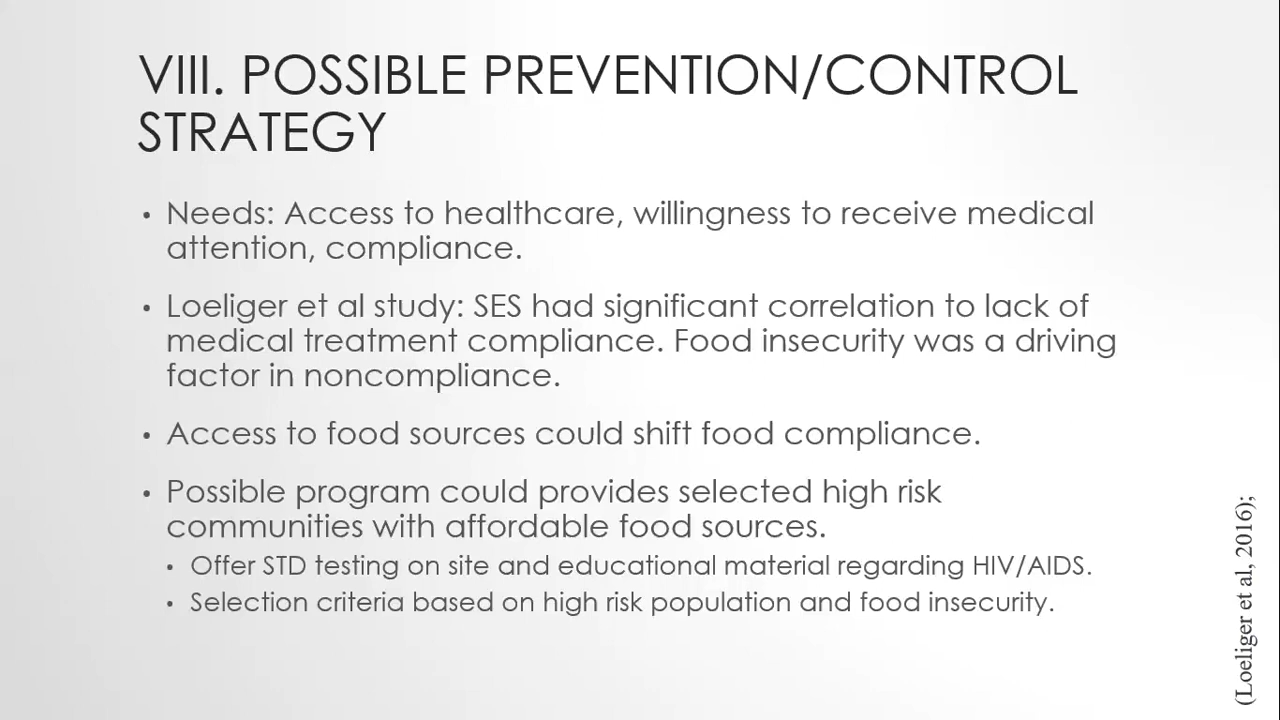 VIII. POSSIBLE PREVENTION/CONTROL
STRATEGY
• Needs: Access to healthcare, willingness to receive medical
attention, compliance.
• Loeliger et al study: SES had significant correlation to lack of
medical treatment compliance. Food insecurity was a driving
factor in noncompliance.
• Access to food sources could shift food compliance.
• Possible program could provides selected high risk
communities with affordable food sources.
• Offer STD testing on site and educational material regarding HIV/AIDS.
• Selection criteria based on high risk population and food insecurity.
(Loeliger et al, 2016);